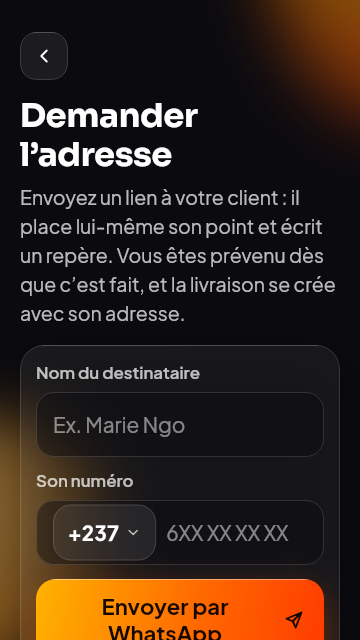 Demander
l’adresse
Envoyez un lien à votre client : il
place lui-même son point et écrit
un repère. Vous êtes prévenu dès
que c’est fait, et la livraison se crée
avec son adresse.
Nom du destinataire
Ex. Marie Ngo
Son numéro
+237 6XX XX XX XX
Envoyer par
WhatsApp